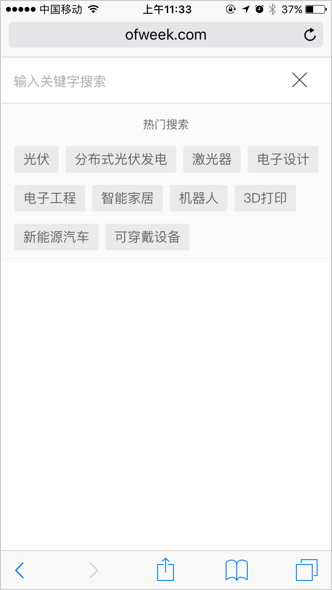 中国移动 上午11:33 37%
ofweek.com
输入关键字搜索
热门搜索
光伏 分布式光伏发电 激光器 电子设计
电子工程 智能家居 机器人 3D打印
新能源汽车 可穿戴设备